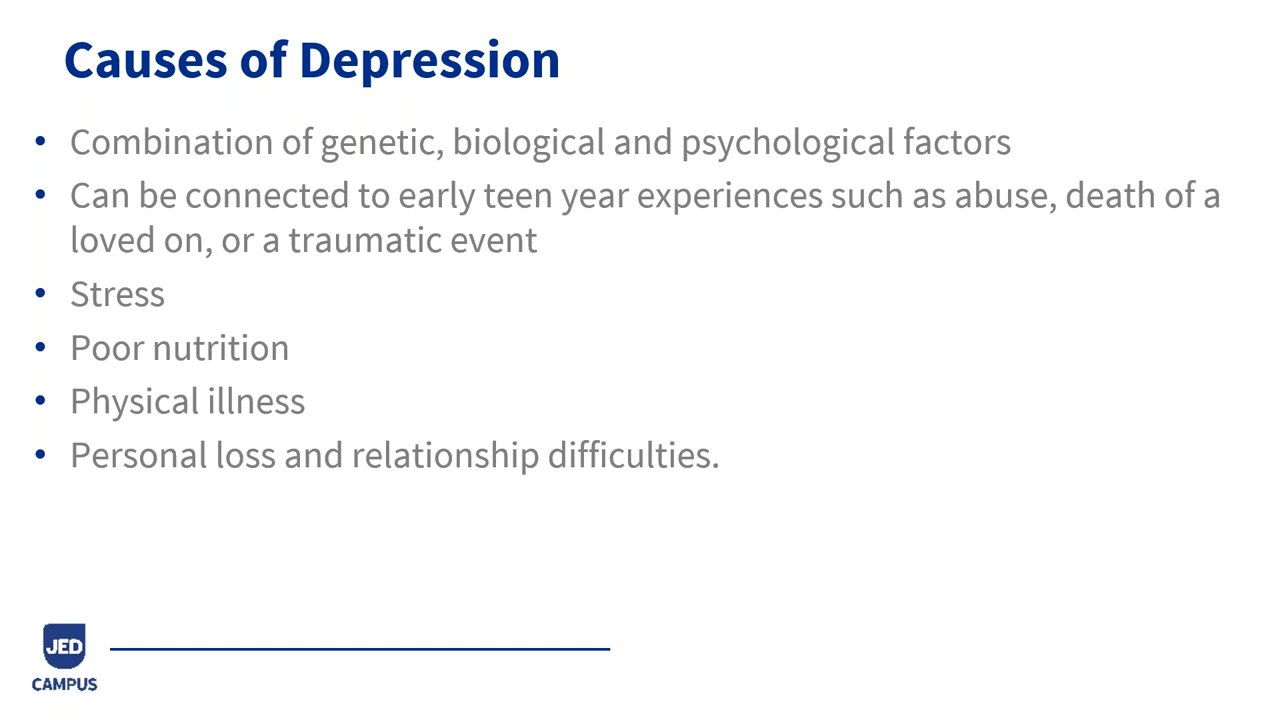 Causes of Depression
• Combination of genetic, biological and psychological factors
• Can be connected to early teen year experiences such as abuse, death of a
loved on, or a traumatic event
• Stress
• Poor nutrition
• Physical illness
• Personal loss and relationship difficulties.
JED
CAMPUS